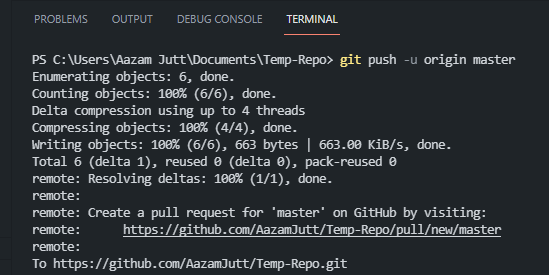 PROBLEMS OUTPUT DEBUG CONSOLE TERMINAL
PS C:\Users\Aazam Jutt\Documents\Temp-Repo> git push -u origin master
Enumerating objects: 6, done.
Counting objects: 100% (6/6), done.
Delta compression using up to 4 threads
Compressing objects: 100% (4/4), done.
Writing objects: 100% (6/6), 663 bytes | 663.00 KiB/s, done.
Total 6 (delta 1), reused 0 (delta 0), pack-reused 0
remote: Resolving deltas: 100% (1/1), done.
remote:
remote: Create a pull request for 'master' on GitHub by visiting:
remote:      https://github.com/AazamJutt/Temp-Repo/pull/new/master
remote:
To https://github.com/AazamJutt/Temp-Repo.git